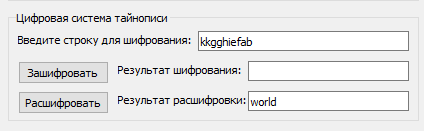 Цифровая система тайнописи
Введите строку для шифрования: kkgghiefab
Зашифровать Результат шифрования:
Расшифровать Результат расшифровки: world